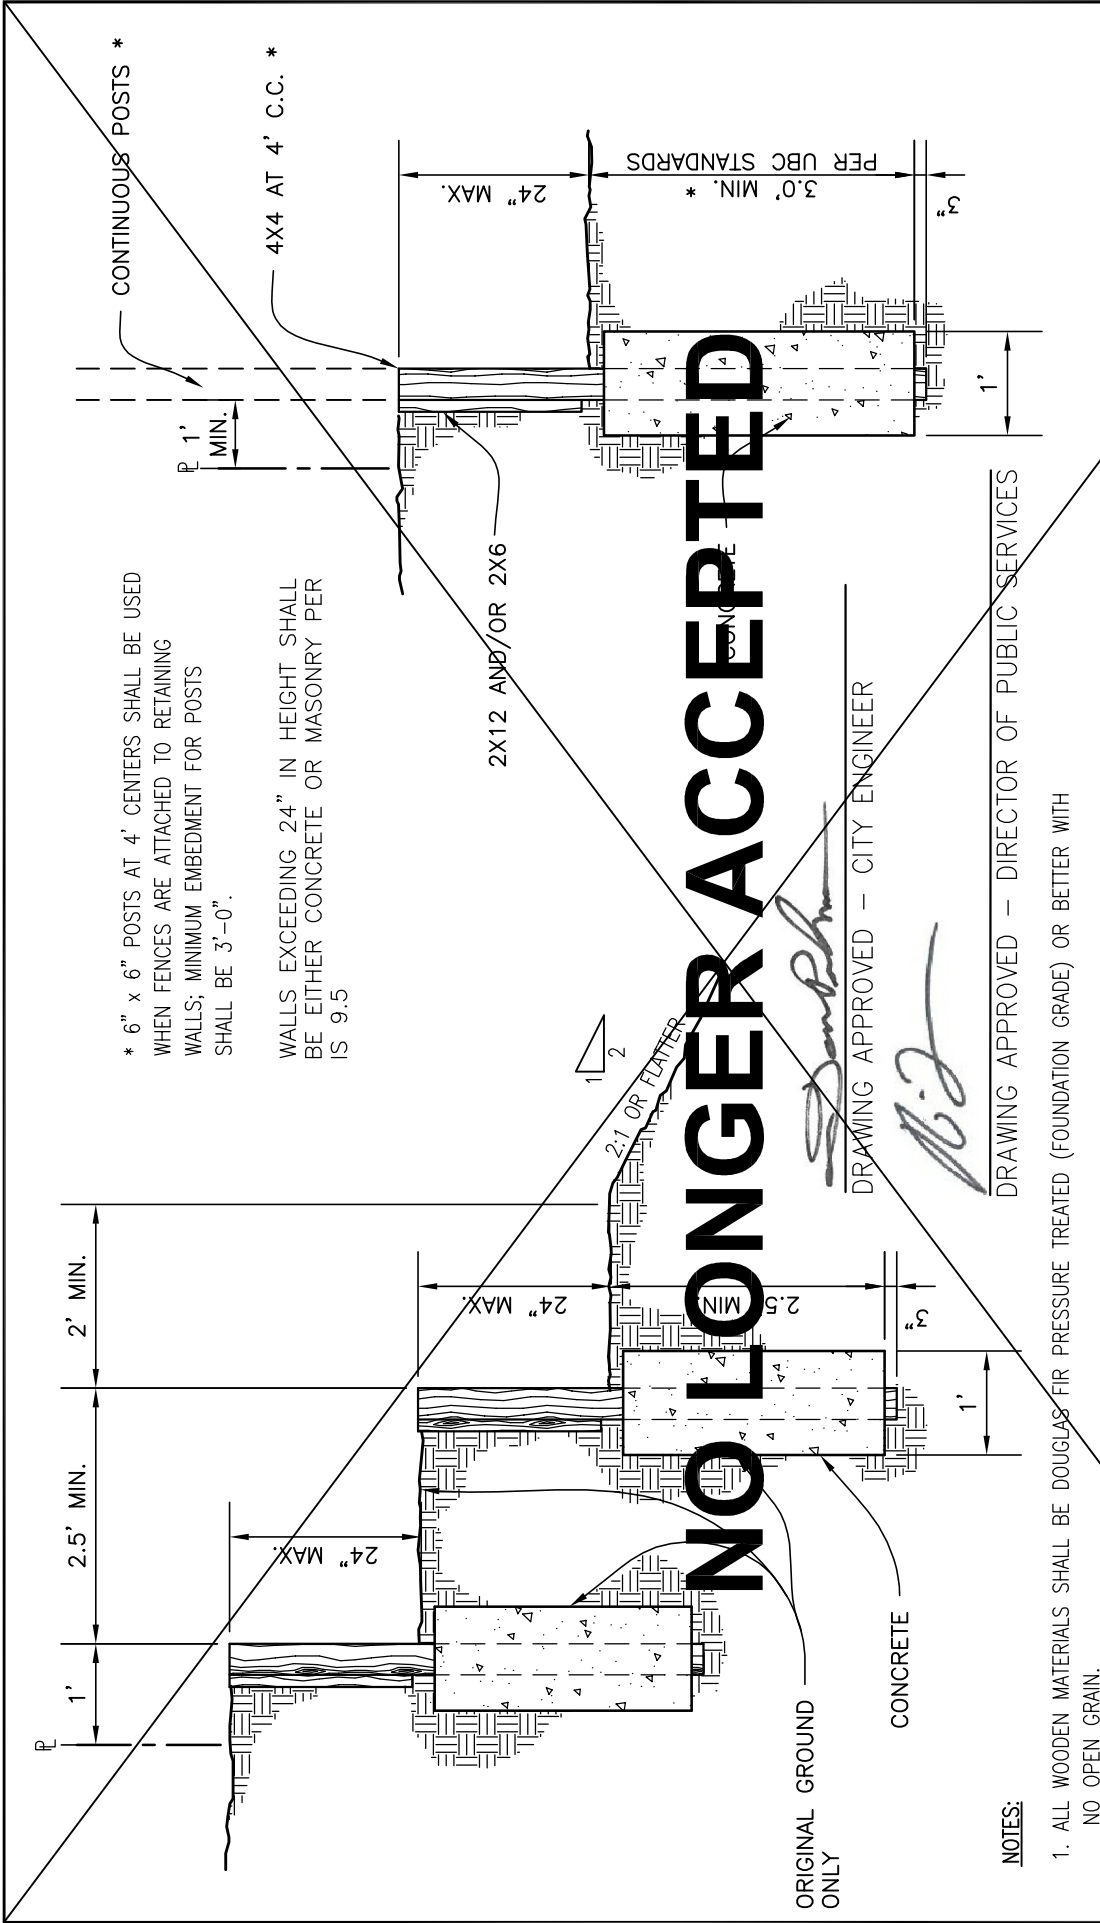 CONTINUOUS POSTS *
4X4 AT 4' C.C. *
PL
1'
MIN.
24" MAX.
3.0' MIN. *
PER UBC STANDARDS
3"
1'
2X12 AND/OR 2X6
CONCRETE
* 6" x 6" POSTS AT 4' CENTERS SHALL BE USED
WHEN FENCES ARE ATTACHED TO RETAINING
WALLS; MINIMUM EMBEDMENT FOR POSTS
SHALL BE 3'-0".
WALLS EXCEEDING 24" IN HEIGHT SHALL
BE EITHER CONCRETE OR MASONRY PER
IS 9.5
PL
1'
2.5' MIN.
2' MIN.
24" MAX.
24" MAX.
2.5' MIN.
3"
1'
1
2
2:1 OR FLATTER
ORIGINAL GROUND
ONLY
CONCRETE
NO LONGER ACCEPTED
DRAWING APPROVED - CITY ENGINEER
DRAWING APPROVED - DIRECTOR OF PUBLIC SERVICES
NOTES:
1. ALL WOODEN MATERIALS SHALL BE DOUGLAS FIR PRESSURE TREATED (FOUNDATION GRADE) OR BETTER WITH
NO OPEN GRAIN.